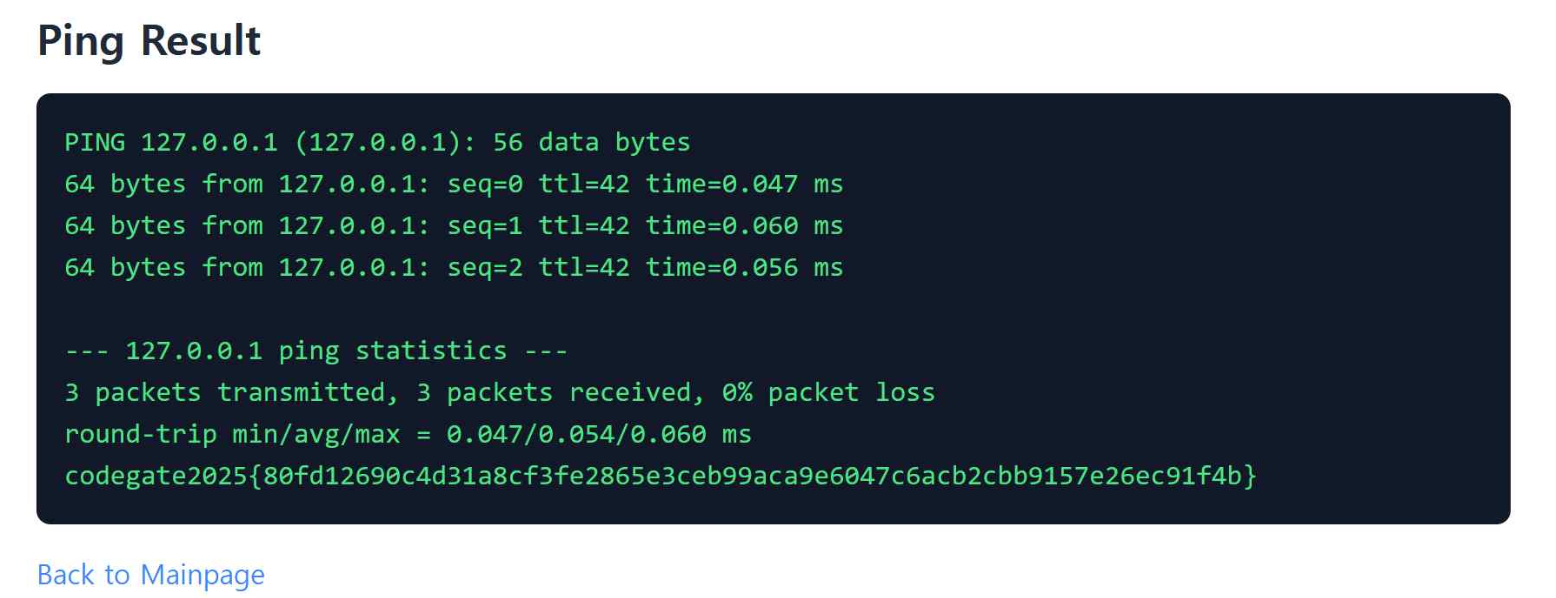 Ping Result
PING 127.0.0.1 (127.0.0.1): 56 data bytes
64 bytes from 127.0.0.1: seq=0 ttl=42 time=0.047 ms
64 bytes from 127.0.0.1: seq=1 ttl=42 time=0.060 ms
64 bytes from 127.0.0.1: seq=2 ttl=42 time=0.056 ms
--- 127.0.0.1 ping statistics ---
3 packets transmitted, 3 packets received, 0% packet loss
round-trip min/avg/max = 0.047/0.054/0.060 ms
codegate2025{80fd12690c4d31a8cf3fe2865e3ceb99aca9e6047c6acb2cbb9157e26ec91f4b}
Back to Mainpage